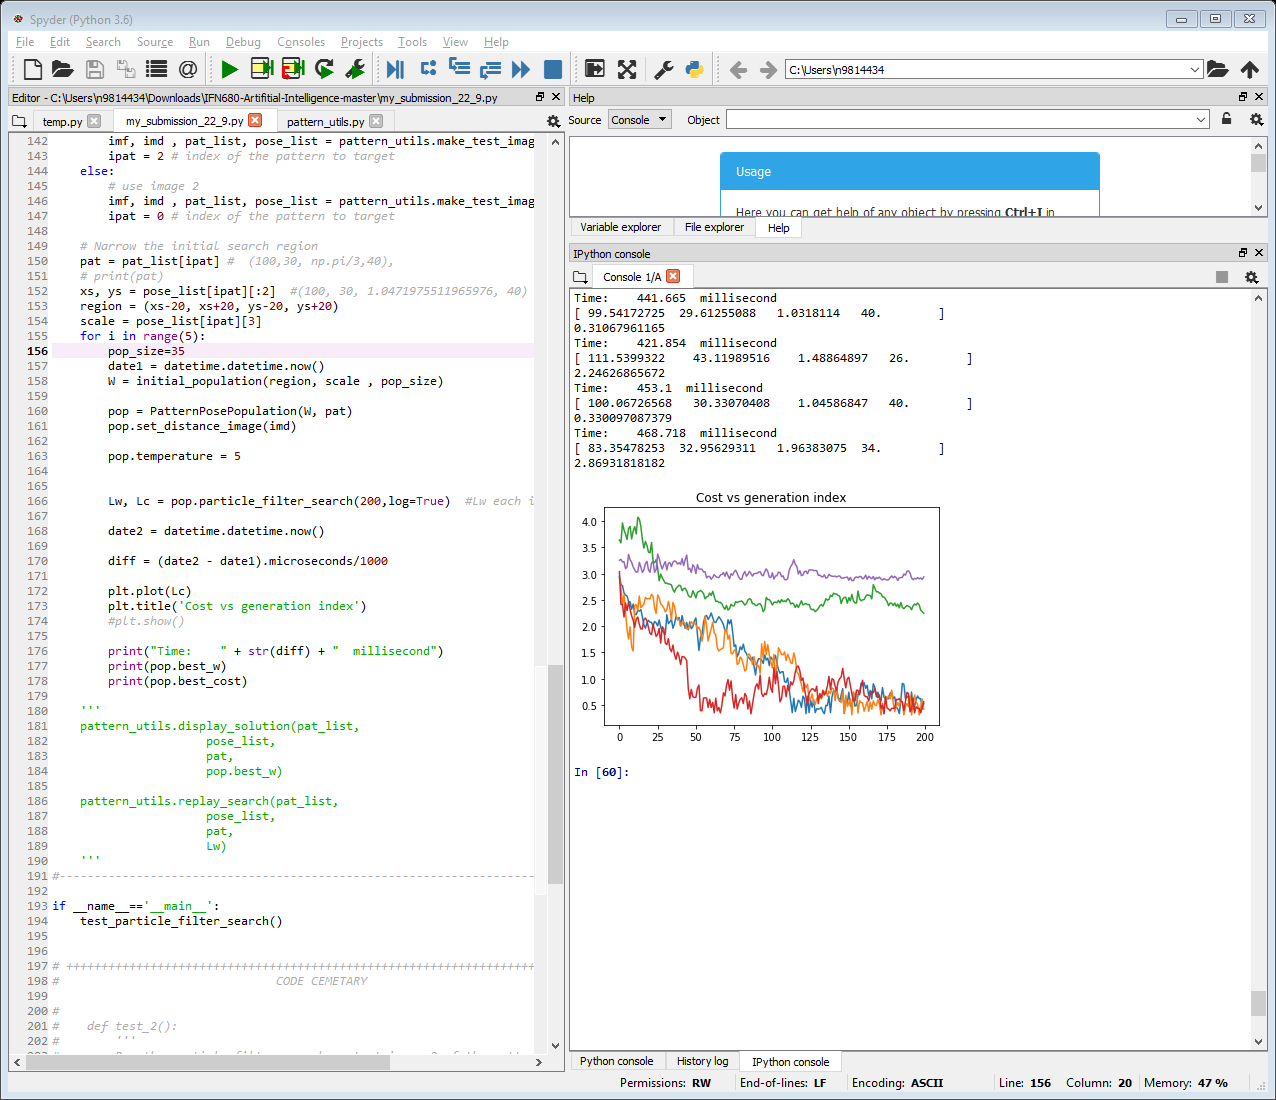 Spyder (Python 3.6)
File Edit Search Source Run Debug Consoles Projects Tools View Help
C:\Users\n9814434
Editor - C:\Users\n9814434\Downloads\IFN680-Artifitial-Intelligence-master\my_submission_22_9.py
temp.py my_submission_22_9.py pattern_utils.py
142 imf, imd , pat_list, pose_list = pattern_utils.make_test_imag
143 ipat = 2 # index of the pattern to target
144 else:
145 # use image 2
146 imf, imd , pat_list, pose_list = pattern_utils.make_test_imag
147 ipat = 0 # index of the pattern to target
148
149 # Narrow the initial search region
150 pat = pat_list[ipat] #  (100,30, np.pi/3,40),
151 # print(pat)
152 xs, ys = pose_list[ipat][:2]  #(100, 30, 1.0471975511965976, 40)
153 region = (xs-20, xs+20, ys-20, ys+20)
154 scale = pose_list[ipat][3]
155 for i in range(5):
156 pop_size=35
157 date1 = datetime.datetime.now()
158 W = initial_population(region, scale , pop_size)
159
160 pop = PatternPosePopulation(W, pat)
161 pop.set_distance_image(imd)
162
163 pop.temperature = 5
164
165
166 Lw, Lc = pop.particle_filter_search(200,log=True)  #Lw each i
167
168 date2 = datetime.datetime.now()
169
170 diff = (date2 - date1).microseconds/1000
171
172 plt.plot(Lc)
173 plt.title('Cost vs generation index')
174 #plt.show()
175
176 print("Time:    " + str(diff) + "  millisecond")
177 print(pop.best_w)
178 print(pop.best_cost)
179
180 '''
181 pattern_utils.display_solution(pat_list,
182 pose_list,
183 pat,
184 pop.best_w)
185
186 pattern_utils.replay_search(pat_list,
187 pose_list,
188 pat,
189 Lw)
190 '''
191 #------------------------------------------------------------------
192
193 if __name__=='__main__':
194 test_particle_filter_search()
195
196
197 # +++++++++++++++++++++++++++++++++++++++++++++++++++++++++++++++++
198 # CODE CEMETARY
199
200 #
201 # def test_2():
202 # '''
Help
Source Console Object
Usage
Here you can get help of any object by pressing Ctrl+I in
Variable explorer File explorer Help
IPython console
Console 1/A
Time:    441.665  millisecond
[ 99.54172725  29.61255088   1.0318114   40.        ]
0.31067961165
Time:    421.854  millisecond
[ 111.5399322    43.11989516    1.48864897   26.        ]
2.24626865672
Time:    453.1  millisecond
[ 100.06726568   30.33070408    1.04586847   40.        ]
0.330097087379
Time:    468.718  millisecond
[ 83.35478253  32.95629311   1.96383075  34.        ]
2.86931818182
Cost vs generation index
4.0
3.5
3.0
2.5
2.0
1.5
1.0
0.5
0 25 50 75 100 125 150 175 200
In [60]:
Python console History log IPython console
Permissions: RW End-of-lines: LF Encoding: ASCII Line: 156 Column: 20 Memory: 47 %